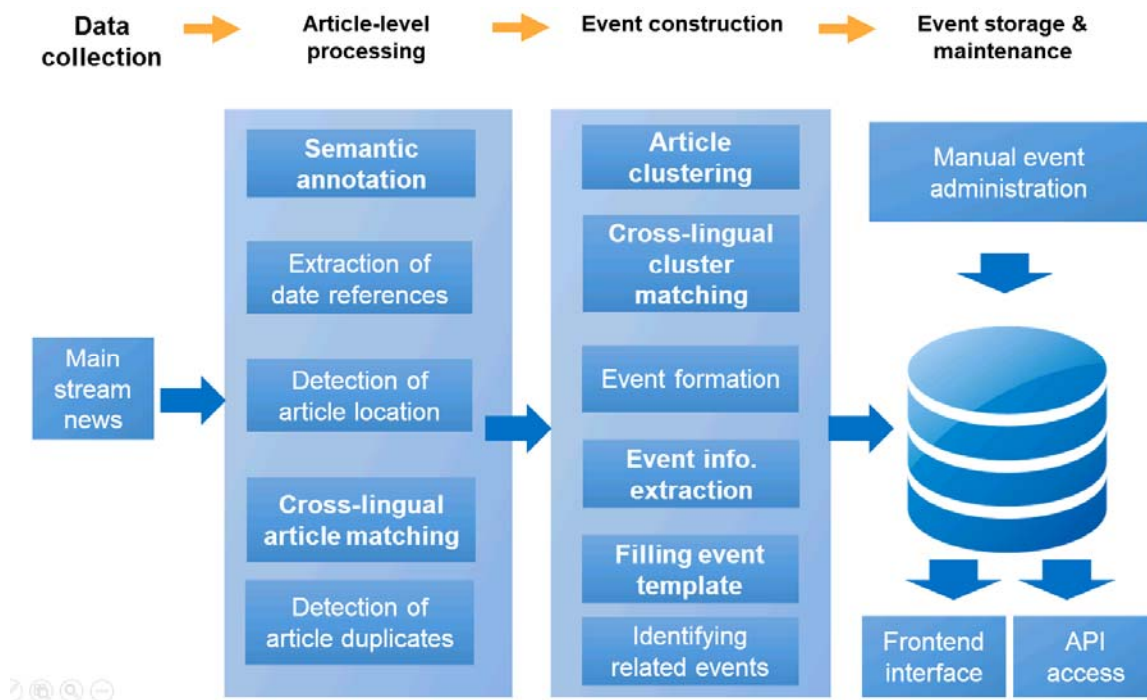 Data
collection
Article-level
processing
Event construction
Event storage &
maintenance
Main
stream
news
Semantic
annotation
Extraction of
date references
Detection of
article location
Cross-lingual
article matching
Detection of
article duplicates
Article
clustering
Cross-lingual
cluster
matching
Event formation
Event info.
extraction
Filling event
template
Identifying
related events
Manual event
administration
Frontend
interface
API
access